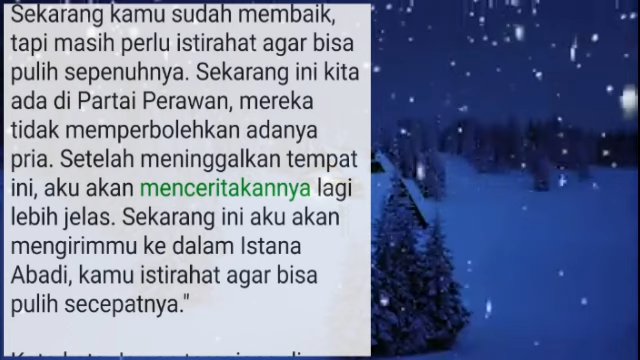 Sekarang kamu sudah membaik,
tapi masih perlu istirahat agar bisa
pulih sepenuhnya. Sekarang ini kita
ada di Partai Perawan, mereka
tidak memperbolehkan adanya
pria. Setelah meninggalkan tempat
ini, aku akan menceritakannya lagi
lebih jelas. Sekarang ini aku akan
mengirimmu ke dalam Istana
Abadi, kamu istirahat agar bisa
pulih secepatnya."